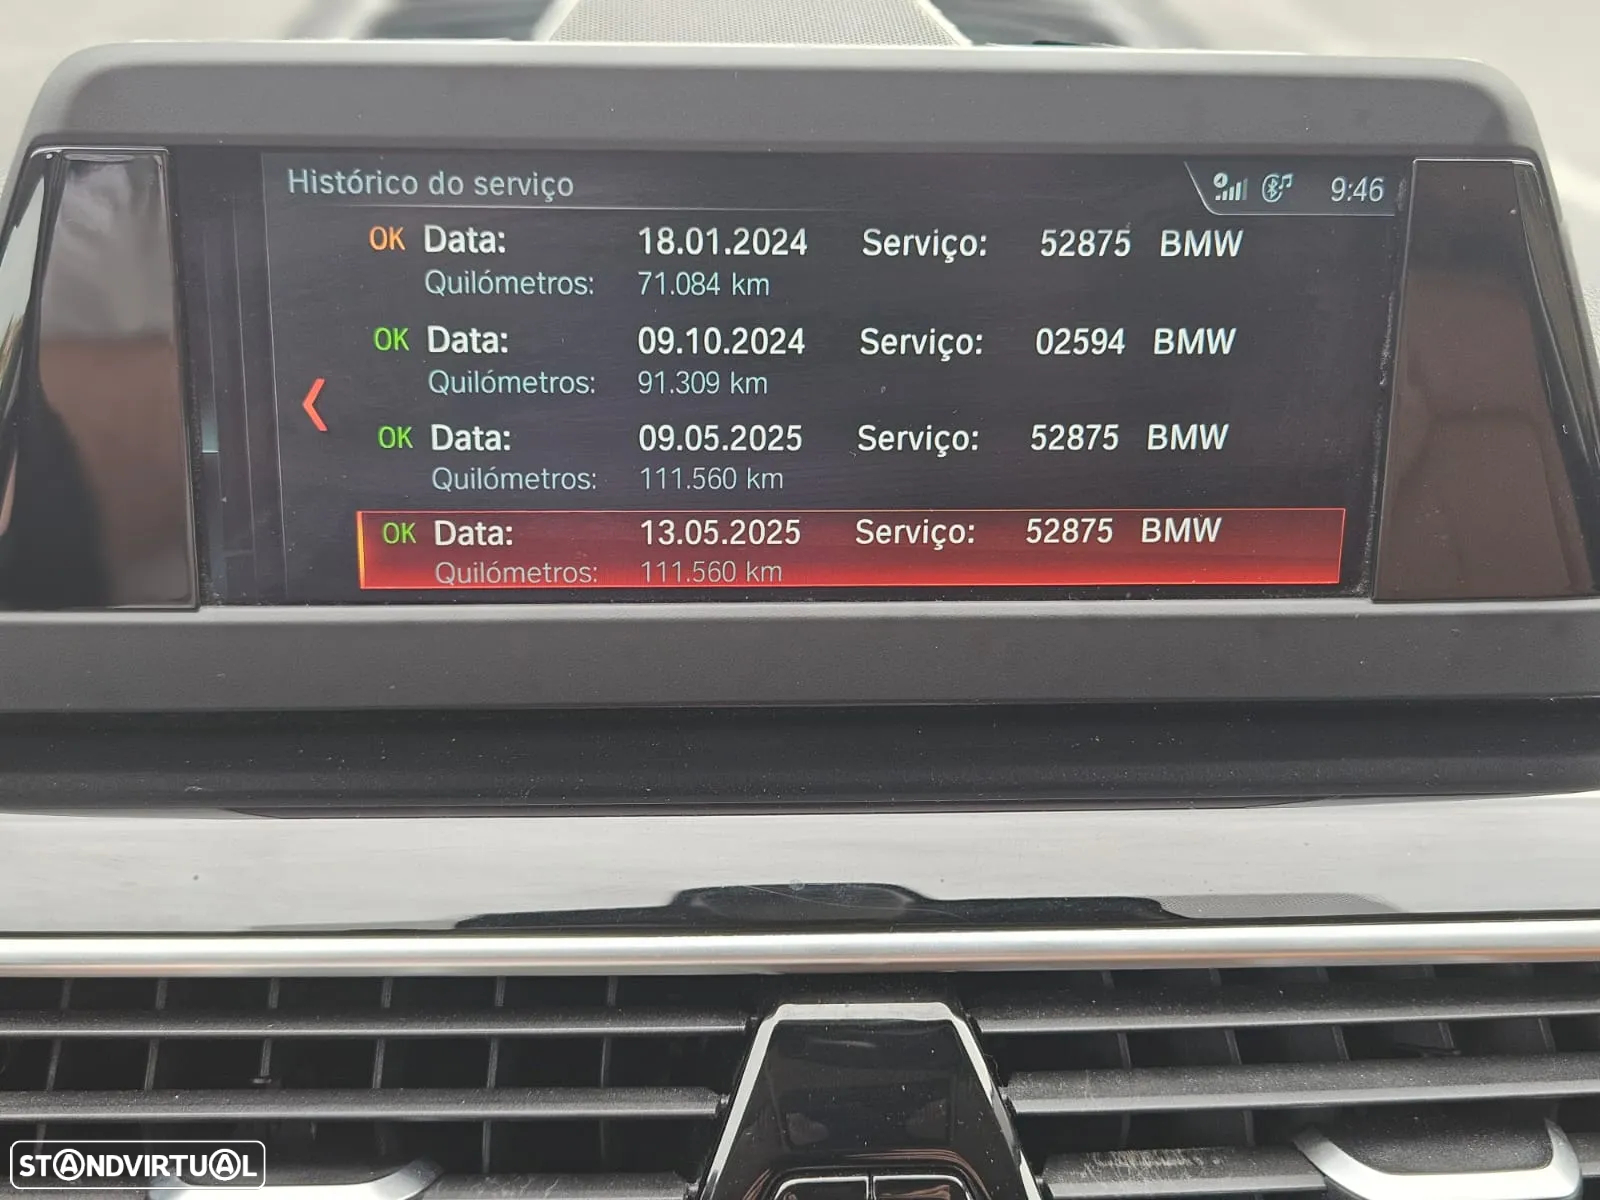 Histórico do serviço 9:46
OK Data: 18.01.2024 Serviço: 52875 BMW
Quilómetros: 71.084 km
OK Data: 09.10.2024 Serviço: 02594 BMW
Quilómetros: 91.309 km
OK Data: 09.05.2025 Serviço: 52875 BMW
Quilómetros: 111.560 km
OK Data: 13.05.2025 Serviço: 52875 BMW
Quilómetros: 111.560 km
STANDVIRTUAL